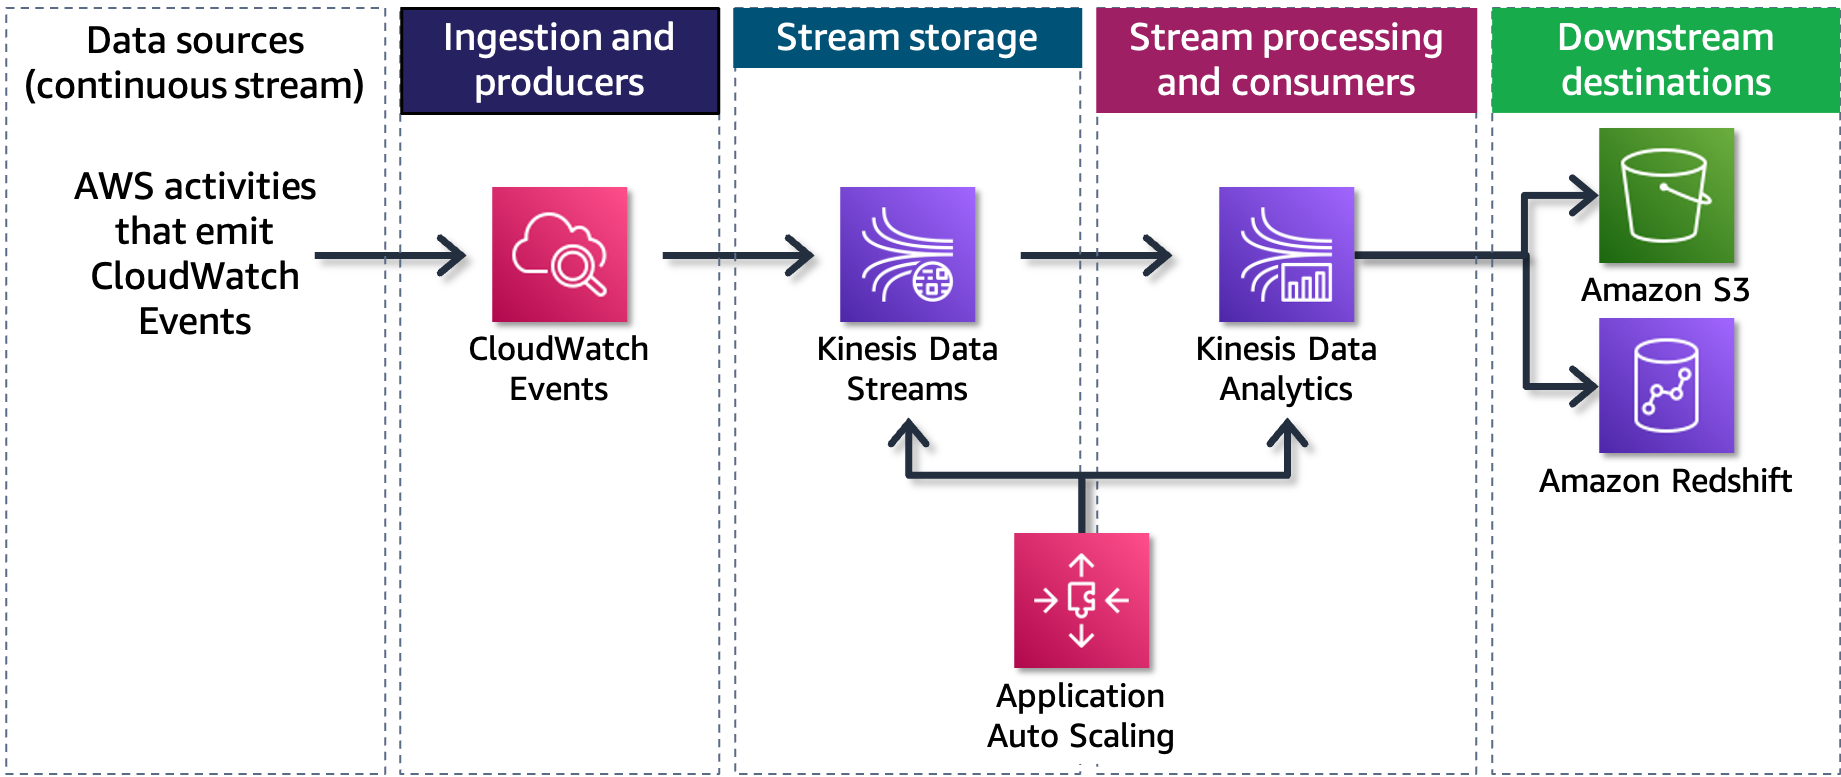 Data sources
(continuous stream)
AWS activities
that emit
CloudWatch
Events
Ingestion and
producers
CloudWatch
Events
Stream storage
Kinesis Data
Streams
Stream processing
and consumers
Kinesis Data
Analytics
Application
Auto Scaling
Downstream
destinations
Amazon S3
Amazon Redshift